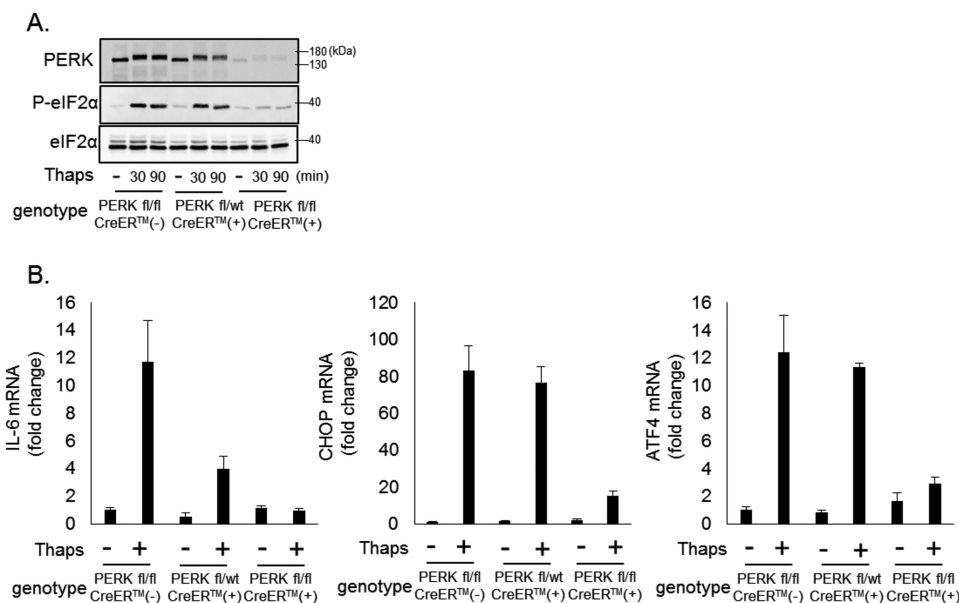 A.
PERK
180 (kDa)
130
P-eIF2α
40
eIF2α
40
Thaps - 30 90 - 30 90 - 30 90 (min)
genotype
PERK fl/fl PERK fl/wt PERK fl/fl
CreER™(-) CreER™(+) CreER™(+)
B.
IL-6 mRNA
(fold change)
16
14
12
10
8
6
4
2
0
Thaps - + - + - +
genotype
PERK fl/fl PERK fl/wt PERK fl/fl
CreER™(-) CreER™(+) CreER™(+)
CHOP mRNA
(fold change)
120
100
80
60
40
20
0
Thaps - + - + - +
genotype
PERK fl/fl PERK fl/wt PERK fl/fl
CreER™(-) CreER™(+) CreER™(+)
ATF4 mRNA
(fold change)
16
14
12
10
8
6
4
2
0
Thaps - + - + - +
genotype
PERK fl/fl PERK fl/wt PERK fl/fl
CreER™(-) CreER™(+) CreER™(+)